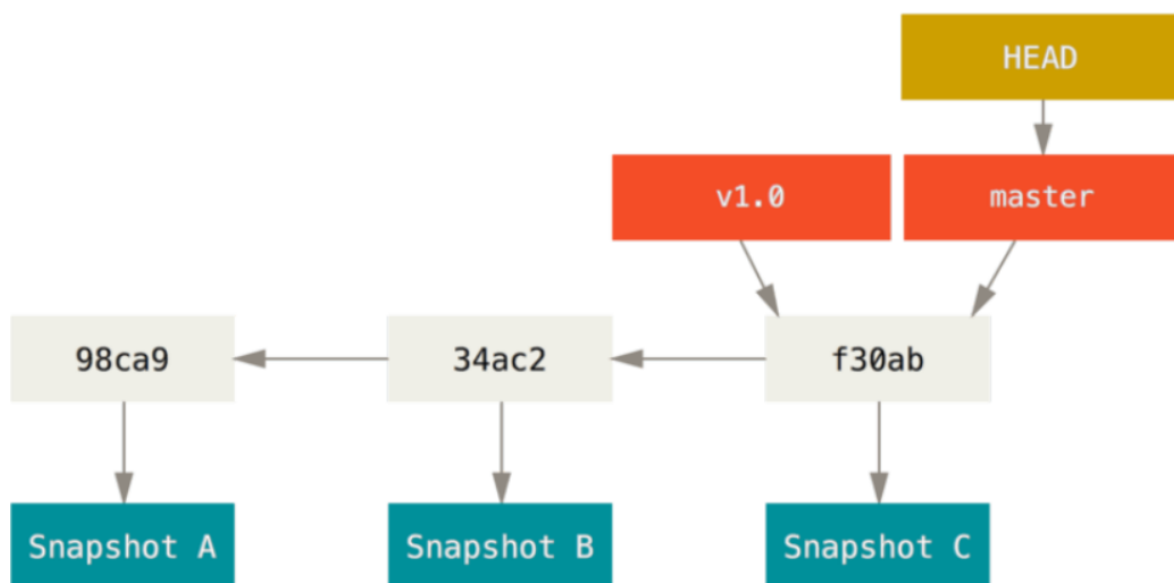 HEAD
v1.0
master
98ca9
34ac2
f30ab
Snapshot A
Snapshot B
Snapshot C